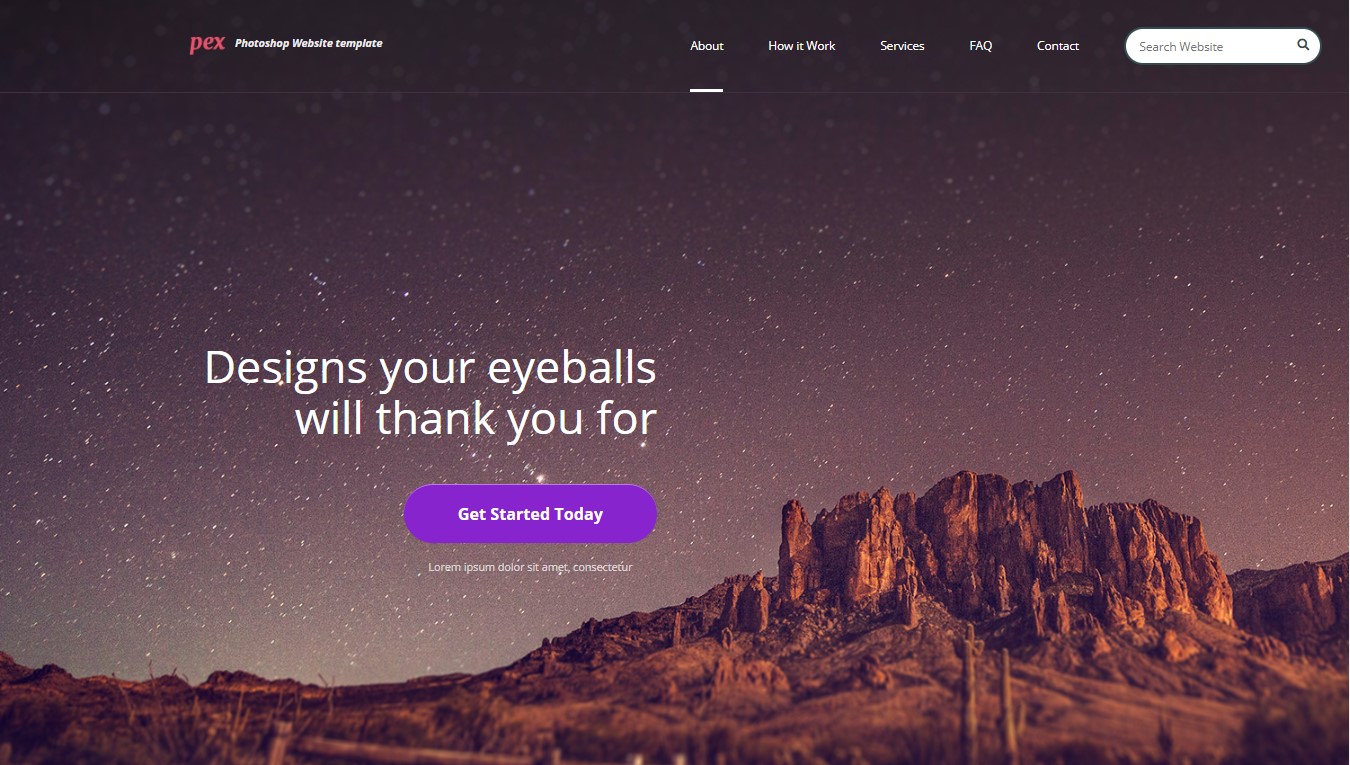 pex Photoshop Website template
About How it Work Services FAQ Contact Search Website
Designs your eyeballs
will thank you for
Get Started Today
Lorem ipsum dolor sit amet, consectetur